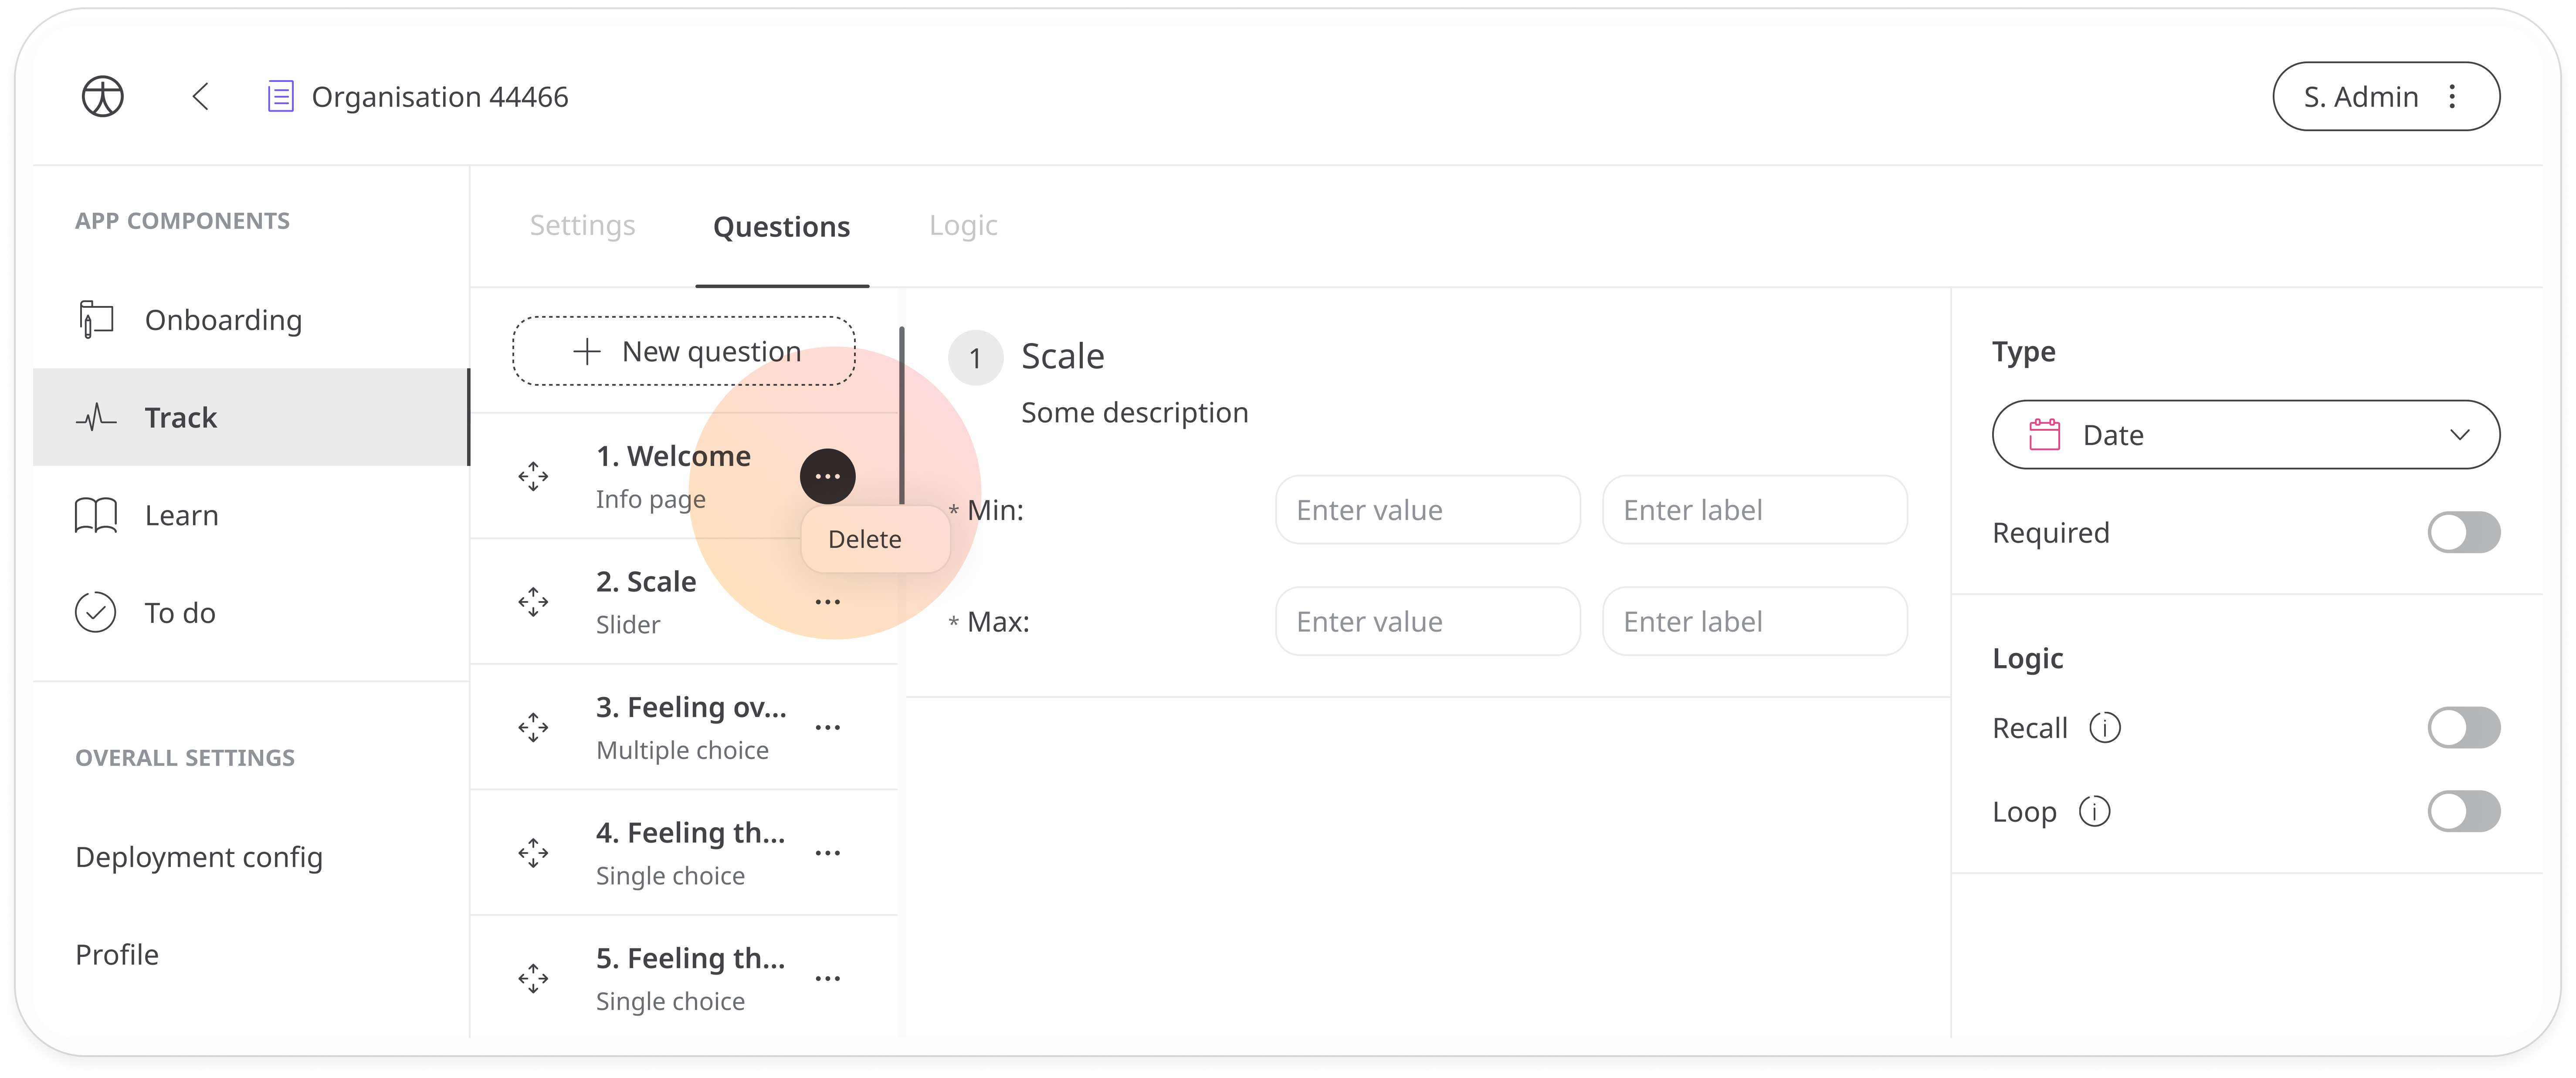 Organisation 44466
S. Admin
APP COMPONENTS
Onboarding
Track
Learn
To do
OVERALL SETTINGS
Deployment config
Profile
Settings
Questions
Logic
New question
1. Welcome
Info page
Delete
2. Scale
Slider
3. Feeling ov...
Multiple choice
4. Feeling th...
Single choice
5. Feeling th...
Single choice
1 Scale
Some description
* Min: Enter value Enter label
* Max: Enter value Enter label
Type
Date
Required
Logic
Recall
Loop